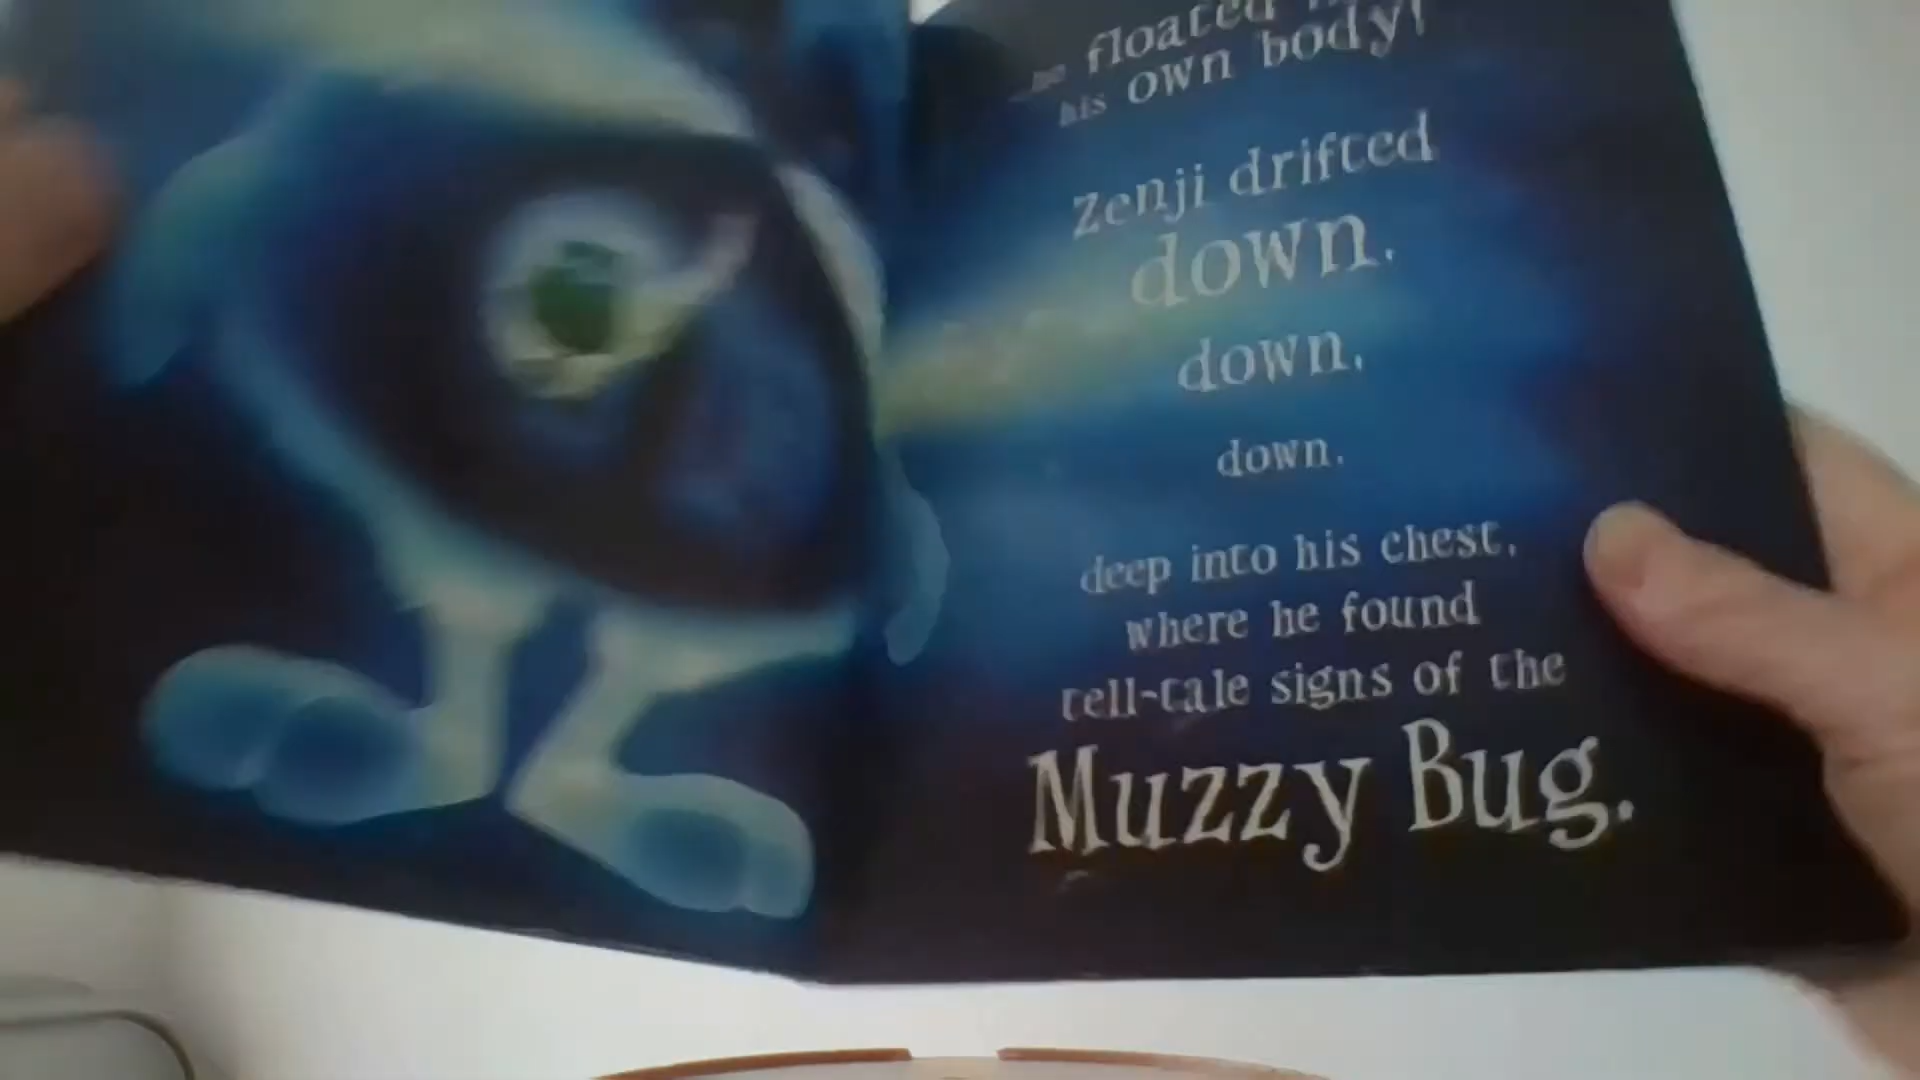 he floated
his own body!
Zenji drifted
down,
down,
down,
deep into his chest,
where he found
tell-tale signs of the
Muzzy Bug.